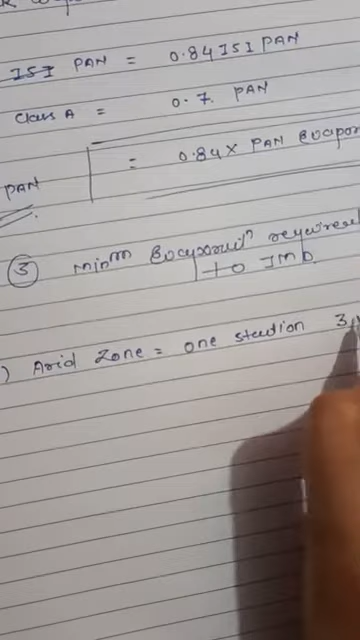 ISI PAN = 0.84 ISI PAN
Class A = 0.7. PAN
PAN = 0.84 X PAN Evapor
③ Minm required
to IMD.
) Arid Zone = one station 3,